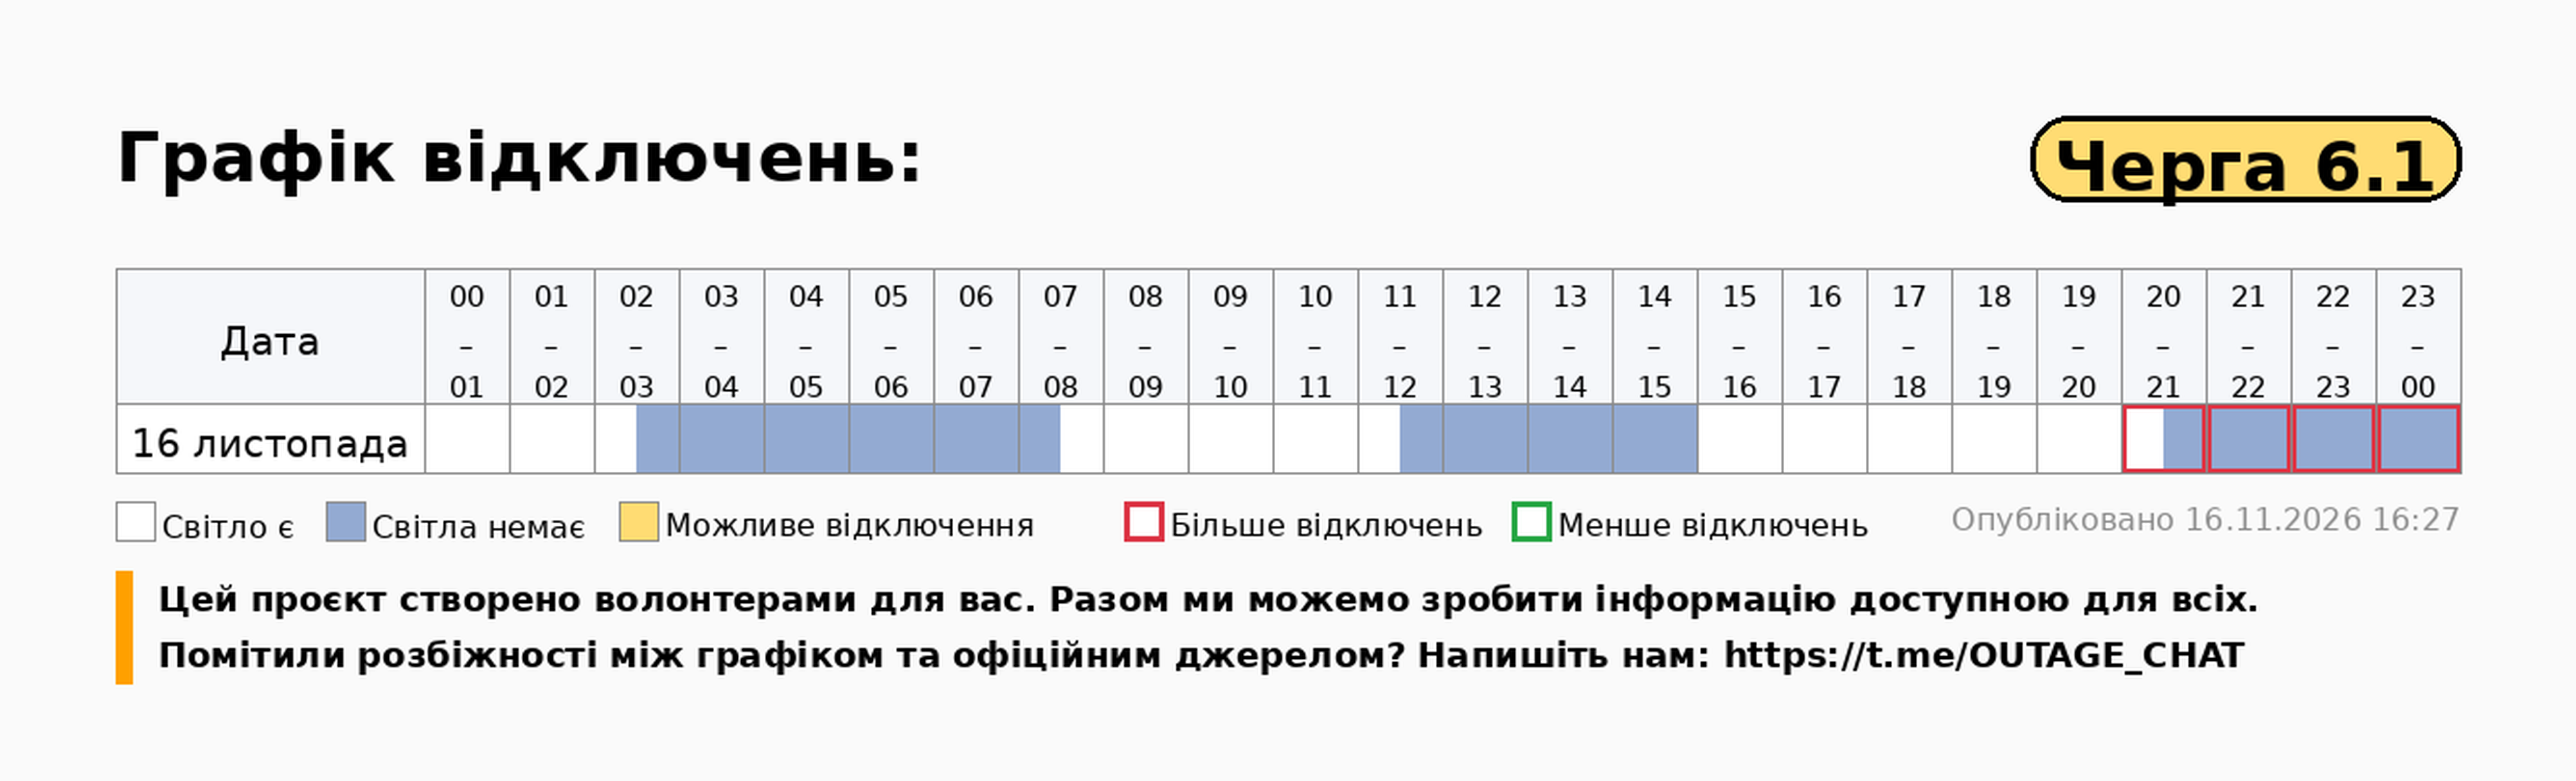 Графік відключень:
Черга 6.1
Дата 00 – 01 01 – 02 02 – 03 03 – 04 04 – 05 05 – 06 06 – 07 07 – 08 08 – 09 09 – 10 10 – 11 11 – 12 12 – 13 13 – 14 14 – 15 15 – 16 16 – 17 17 – 18 18 – 19 19 – 20 20 – 21 21 – 22 22 – 23 23 – 00
16 листопада
Світло є Світла немає Можливе відключення Більше відключень Менше відключень Опубліковано 16.11.2026 16:27
Цей проєкт створено волонтерами для вас. Разом ми можемо зробити інформацію доступною для всіх.
Помітили розбіжності між графіком та офіційним джерелом? Напишіть нам: https://t.me/OUTAGE_CHAT